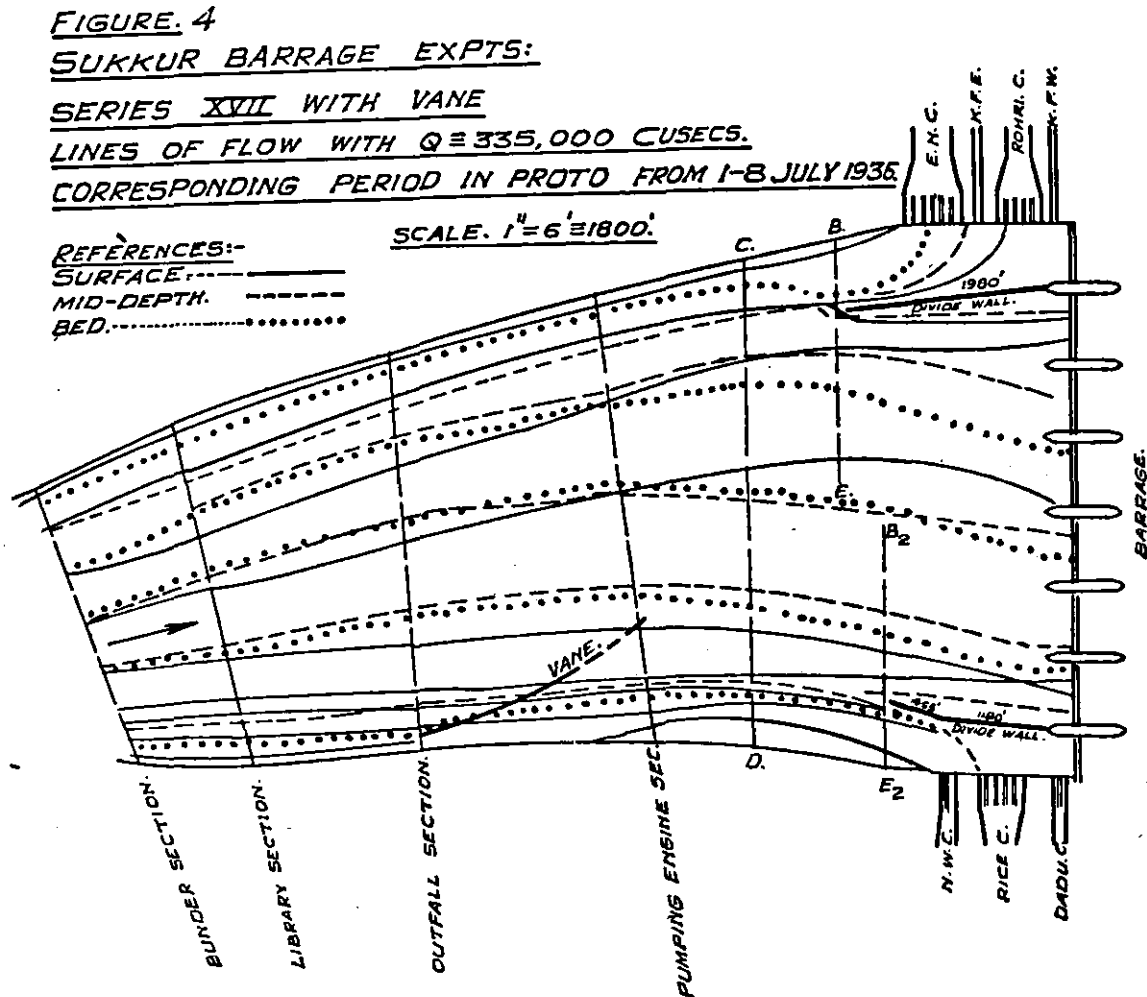 FIGURE. 4
SUKKUR BARRAGE EXPTS:
SERIES XVII WITH VANE
LINES OF FLOW WITH Q≡335,000 CUSECS.
CORRESPONDING PERIOD IN PROTO FROM 1-8 JULY 1936.
SCALE. 1"=6'≡1800'.
REFERENCES:-
SURFACE
MID-DEPTH.
BED.
E.N.C.
K.F.E.
ROHRI. C.
K.F.W.
C.
B.
1980'
DIVIDE WALL.
E.
B2
BARRAGE.
VANE.
1180'
DIVIDE WALL.
D.
E2
BUNDER SECTION.
LIBRARY SECTION.
OUTFALL SECTION.
PUMPING ENGINE SEC.
N.W.C.
RICE C.
DADU. C.